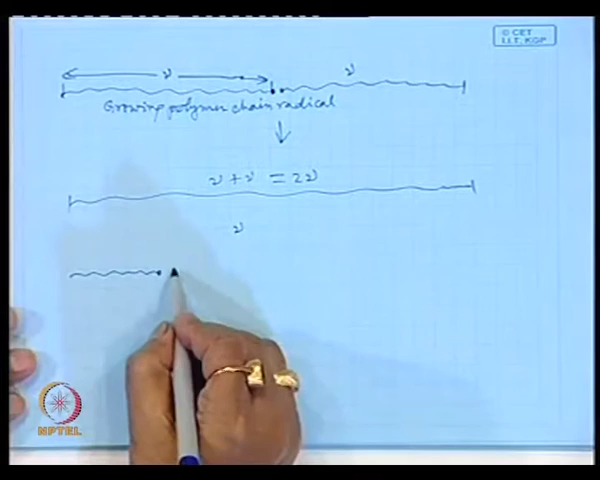 © CET
I.I.T. KGP
ν ν
Growing polymer chain radical
ν + ν = 2ν
ν
NPTEL